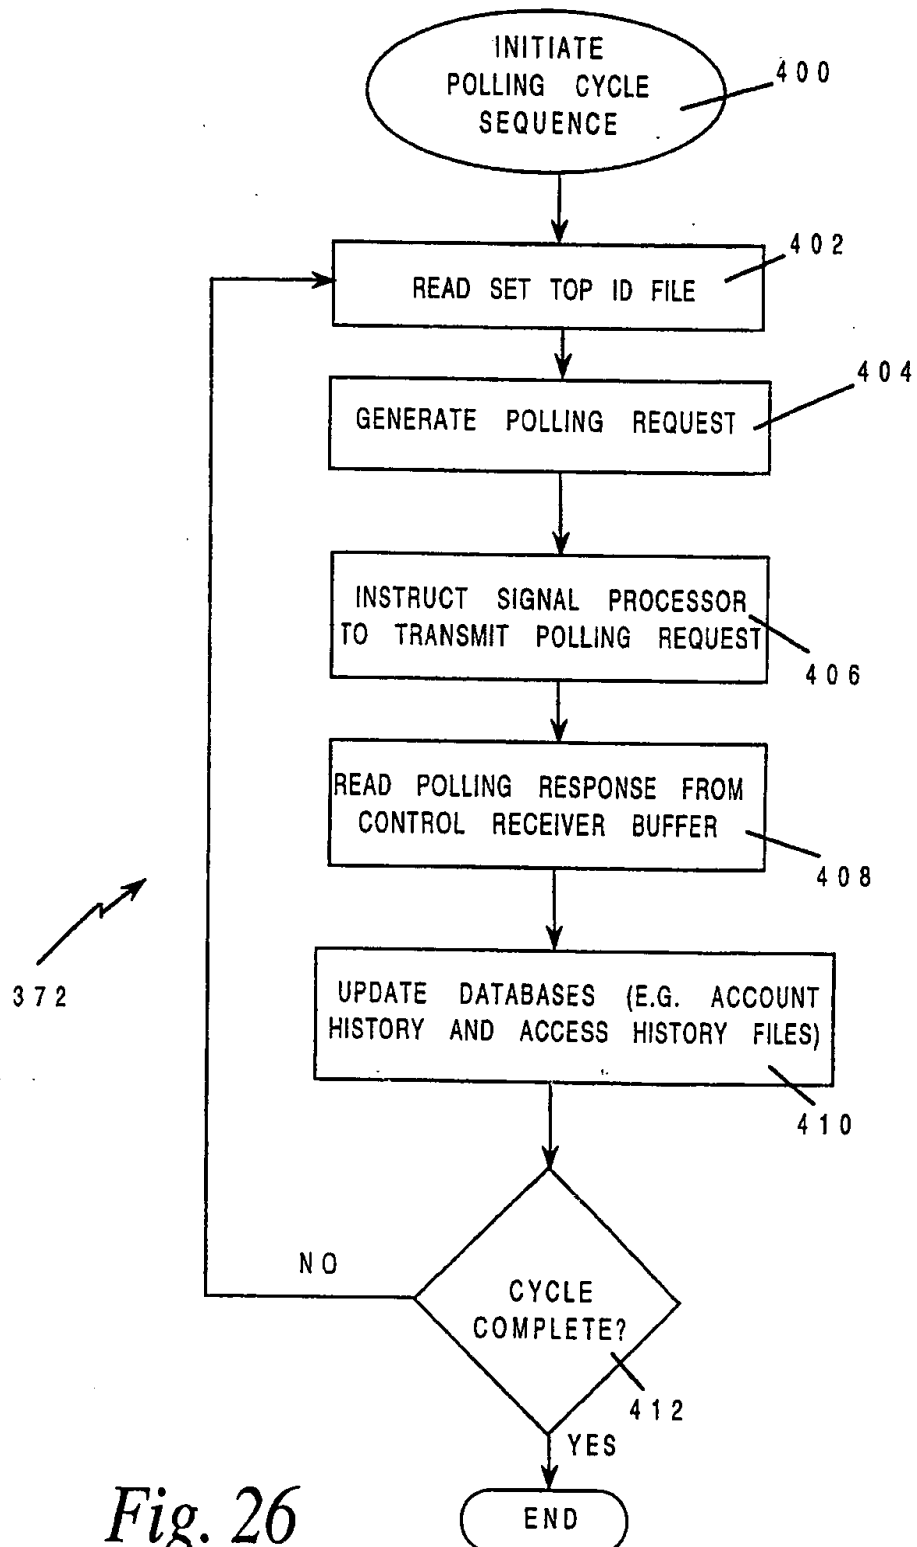 INITIATE
POLLING CYCLE
SEQUENCE
400
402
READ SET TOP ID FILE
404
GENERATE POLLING REQUEST
INSTRUCT SIGNAL PROCESSOR
TO TRANSMIT POLLING REQUEST
406
READ POLLING RESPONSE FROM
CONTROL RECEIVER BUFFER
408
372
UPDATE DATABASES (E.G. ACCOUNT
HISTORY AND ACCESS HISTORY FILES)
410
NO
CYCLE
COMPLETE?
412
YES
END
Fig. 26